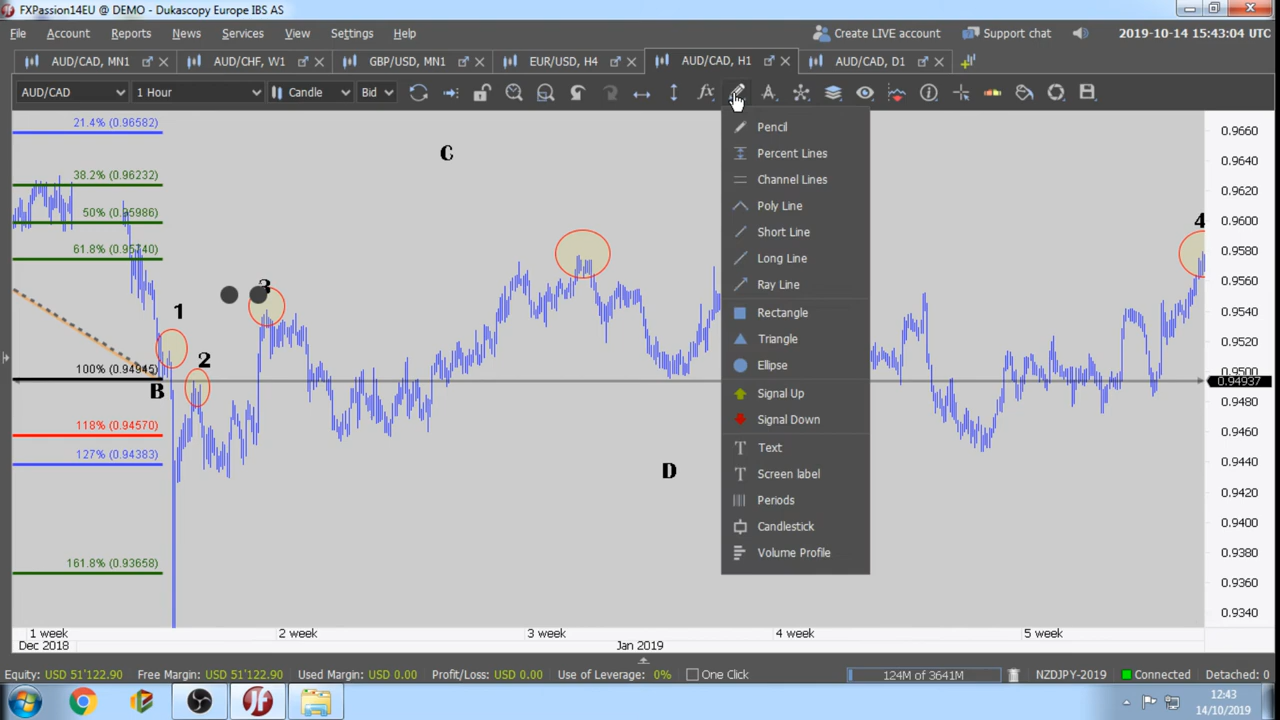 FXPassion14EU @ DEMO - Dukascopy Europe IBS AS
File Account Reports News Services View Settings Help
Create LIVE account Support chat 2019-10-14 15:43:04 UTC
AUD/CAD, MN1 AUD/CHF, W1 GBP/USD, MN1 EUR/USD, H4 AUD/CAD, H1 AUD/CAD, D1
AUD/CAD 1 Hour Candle Bid
Pencil
Percent Lines
Channel Lines
Poly Line
Short Line
Long Line
Ray Line
Rectangle
Triangle
Ellipse
Signal Up
Signal Down
Text
Screen label
Periods
Candlestick
Volume Profile
21.4% (0.96582)
38.2% (0.96232)
50% (0.95986)
61.8% (0.95740)
100% (0.94945)
118% (0.94570)
127% (0.94383)
161.8% (0.93658)
C
1
2
3
4
B
D
0.9660
0.9640
0.9620
0.9600
0.9580
0.9560
0.9540
0.9520
0.9500
0.94937
0.9480
0.9460
0.9440
0.9420
0.9400
0.9380
0.9360
0.9340
1 week 2 week 3 week 4 week 5 week
Dec 2018 Jan 2019
Equity: USD 51'122.90 Free Margin: USD 51'122.90 Used Margin: USD 0.00 Profit/Loss: USD 0.00 Use of Leverage: 0% One Click 124M of 3641M NZDJPY-2019 Connected Detached: 0
12:43
14/10/2019